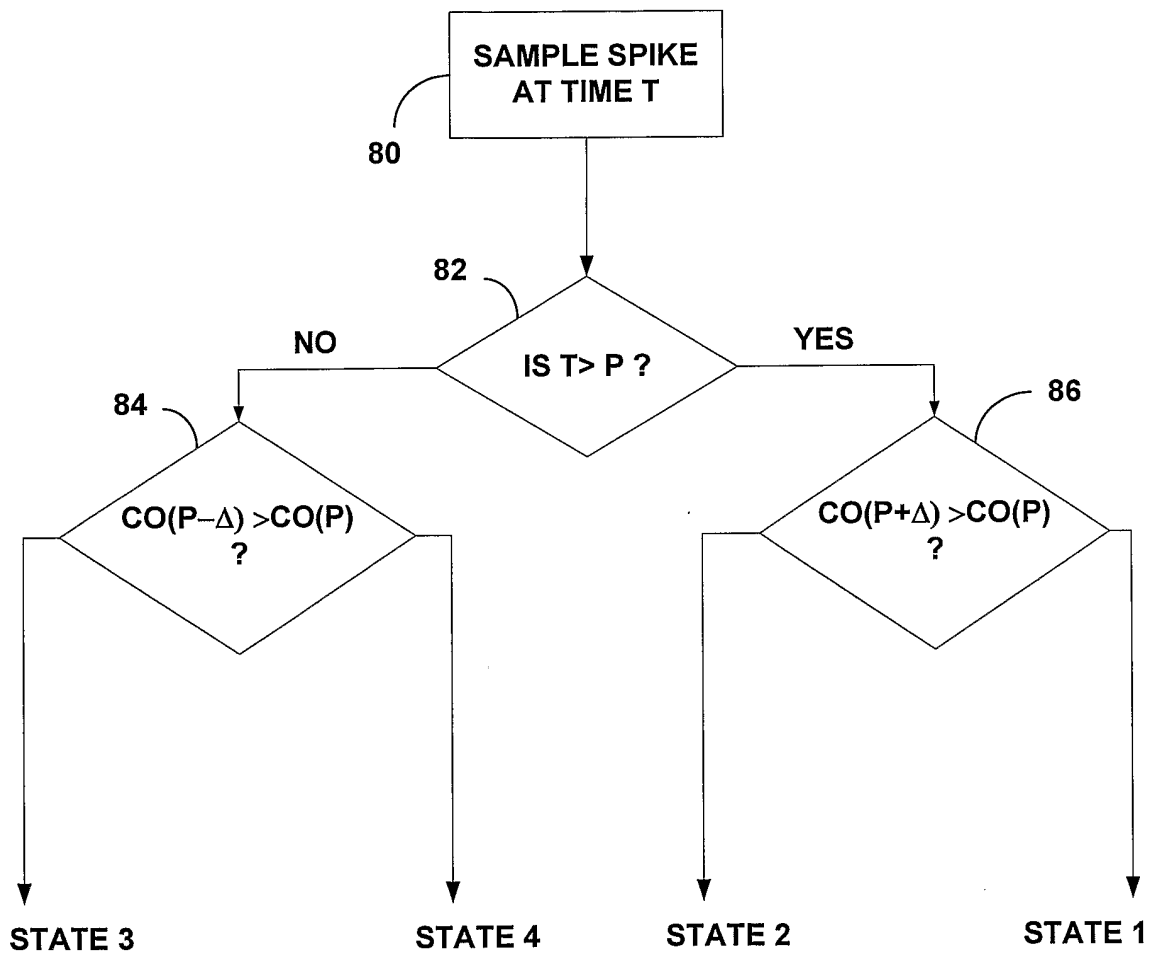 SAMPLE SPIKE
AT TIME T
80
82
NO
YES
IS T> P ?
84
86
CO(P−Δ) >CO(P)
?
CO(P+Δ) >CO(P)
?
STATE 3
STATE 4
STATE 2
STATE 1